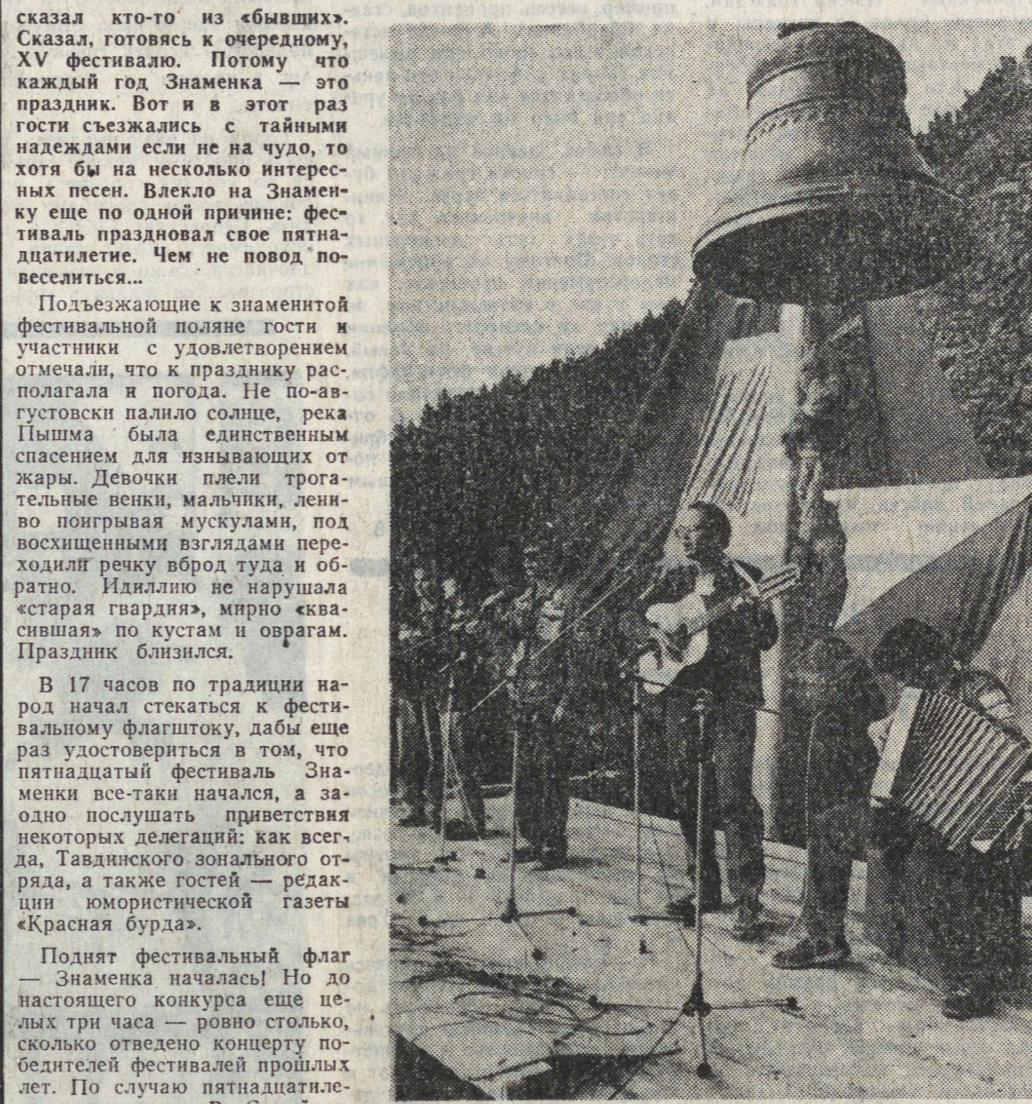 сказал кто-то из «бывших».
Сказал, готовясь к очередному,
XV фестивалю. Потому что
каждый год Знаменка — это
праздник. Вот и в этот раз
гости съезжались с тайными
надеждами если не на чудо, то
хотя бы на несколько интерес-
ных песен. Влекло на Знамен-
ку еще по одной причине: фес-
тиваль праздновал свое пятна-
дцатилетие. Чем не повод по-
веселиться...
Подъезжающие к знаменитой
фестивальной поляне гости и
участники с удовлетворением
отмечали, что к празднику рас-
полагала и погода. Не по-ав-
густовски палило солнце, река
Пышма была единственным
спасением для изнывающих от
жары. Девочки плели трога-
тельные венки, мальчики, лени-
во поигрывая мускулами, под
восхищенными взглядами пере-
ходили речку вброд туда и об-
ратно. Идиллию не нарушала
«старая гвардия», мирно «ква-
сившая» по кустам и оврагам.
Праздник близился.
В 17 часов по традиции на-
род начал стекаться к фести-
вальному флагштоку, дабы еще
раз удостовериться в том, что
пятнадцатый фестиваль Зна-
менки все-таки начался, а за-
одно послушать приветствия
некоторых делегаций: как всег-
да, Тавдинского зонального от-
ряда, а также гостей — редак-
ции юмористической газеты
«Красная бурда».
Поднят фестивальный флаг
— Знаменка началась! Но до
настоящего конкурса еще це-
лых три часа — ровно столько,
сколько отведено концерту по-
бедителей фестивалей прошлых
лет. По случаю пятнадцатиле-